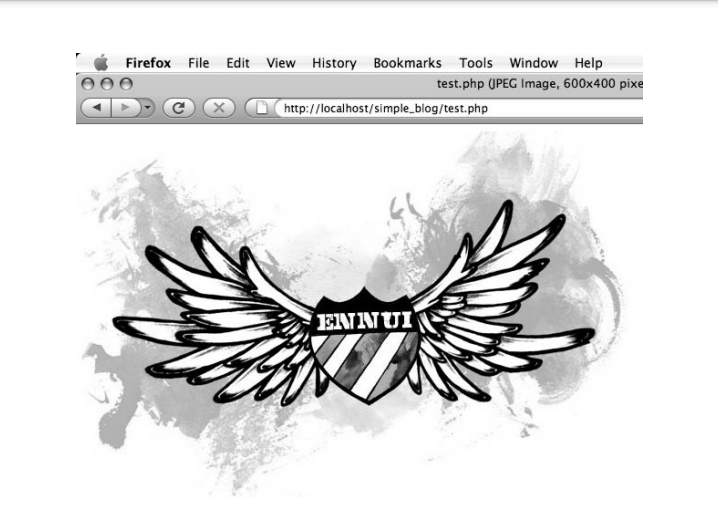 Firefox File Edit View History Bookmarks Tools Window Help
test.php (JPEG Image, 600x400 pixe
http://localhost/simple_blog/test.php
ENNUI